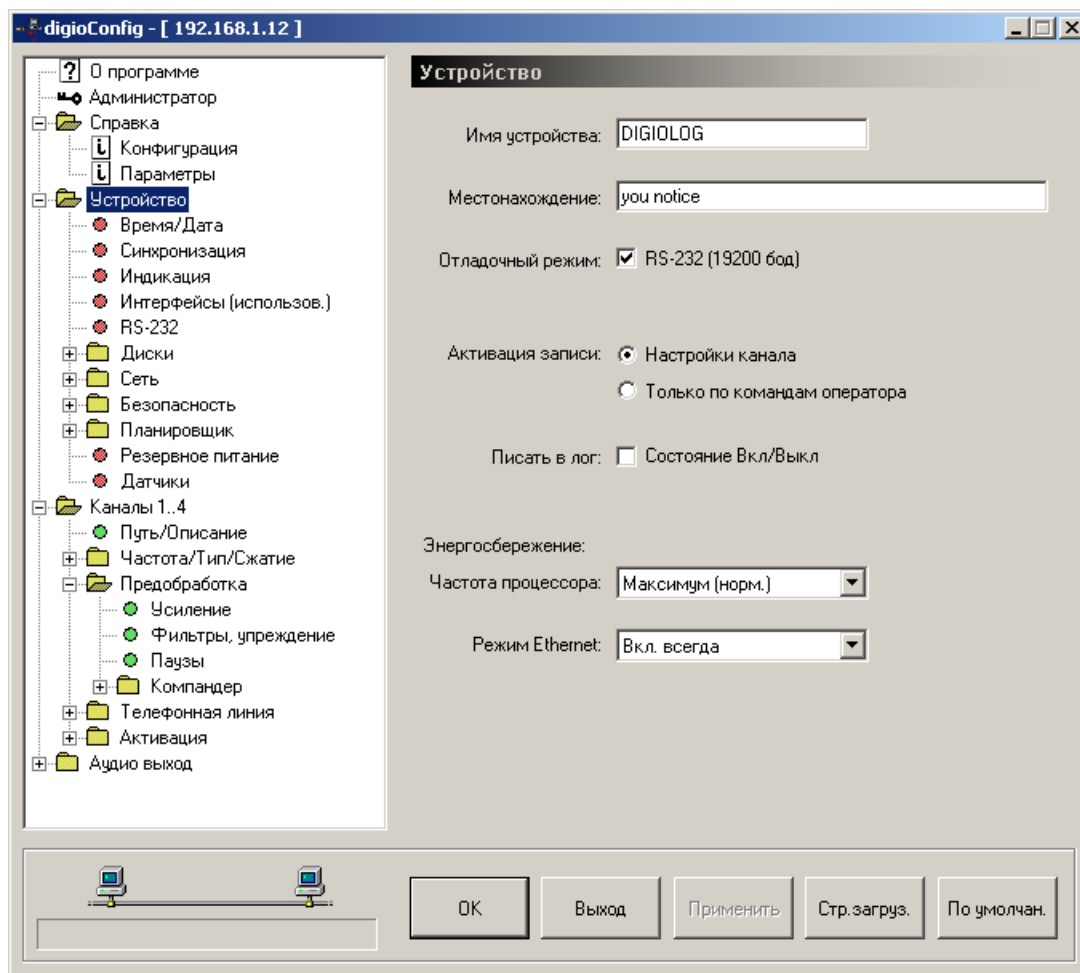 digioConfig - [ 192.168.1.12 ]
О программе
Администратор
Справка
Конфигурация
Параметры
Устройство
Время/Дата
Синхронизация
Индикация
Интерфейсы (использов.)
RS-232
Диски
Сеть
Безопасность
Планировщик
Резервное питание
Датчики
Каналы 1..4
Путь/Описание
Частота/Тип/Сжатие
Предобработка
Усиление
Фильтры, упреждение
Паузы
Компандер
Телефонная линия
Активация
Аудио выход
Устройство
Имя устройства: DIGIOLOG
Местонахождение: you notice
Отладочный режим: RS-232 (19200 бод)
Активация записи: Настройки канала
Только по командам оператора
Писать в лог: Состояние Вкл/Выкл
Энергосбережение:
Частота процессора: Максимум (норм.)
Режим Ethernet: Вкл. всегда
OK Выход Применить Стр.загруз. По умолчан.